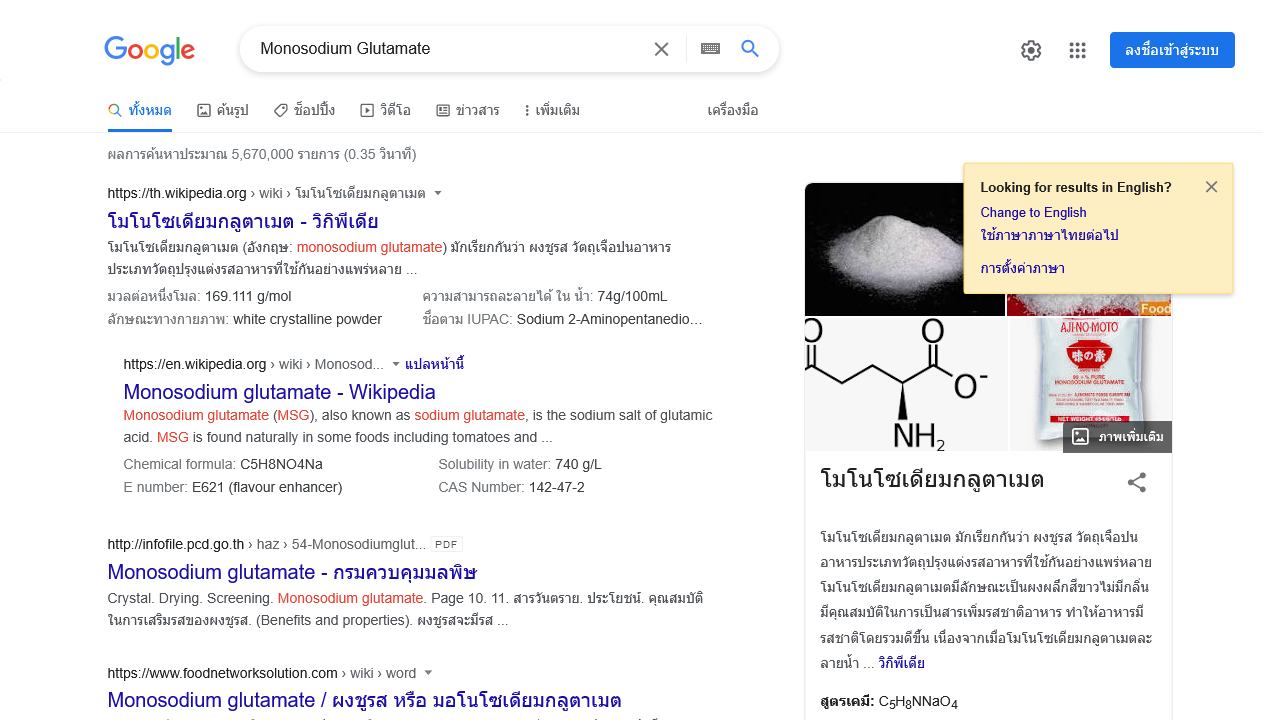 Google
Monosodium Glutamate
ลงชื่อเข้าสู่ระบบ
ทั้งหมด ค้นรูป ช็อปปิ้ง วิดีโอ ข่าวสาร เพิ่มเติม เครื่องมือ
ผลการค้นหาประมาณ 5,670,000 รายการ (0.35 วินาที)
https://th.wikipedia.org › wiki › โมโนโซเดียมกลูตาเมต
โมโนโซเดียมกลูตาเมต - วิกิพีเดีย
โมโนโซเดียมกลูตาเมต (อังกฤษ: monosodium glutamate) มักเรียกกันว่า ผงชูรส วัตถุเจือปนอาหาร
ประเภทวัตถุปรุงแต่งรสอาหารที่ใช้กันอย่างแพร่หลาย ...
มวลต่อหนึ่งโมล: 169.111 g/mol ความสามารถละลายได้ ใน น้ำ: 74g/100mL
ลักษณะทางกายภาพ: white crystalline powder ชื่อตาม IUPAC: Sodium 2-Aminopentanedio…
https://en.wikipedia.org › wiki › Monosod... แปลหน้านี้
Monosodium glutamate - Wikipedia
Monosodium glutamate (MSG), also known as sodium glutamate, is the sodium salt of glutamic
acid. MSG is found naturally in some foods including tomatoes and ...
Chemical formula: C5H8NO4Na Solubility in water: 740 g/L
E number: E621 (flavour enhancer) CAS Number: 142-47-2
http://infofile.pcd.go.th › haz › 54-Monosodiumglut... PDF
Monosodium glutamate - กรมควบคุมมลพิษ
Crystal. Drying. Screening. Monosodium glutamate. Page 10. 11. สารวันตราย. ประโยชน์. คุณสมบัติ
ในการเสริมรสของผงชูรส. (Benefits and properties). ผงชูรสจะมีรส ...
https://www.foodnetworksolution.com › wiki › word
Monosodium glutamate / ผงชูรส หรือ มอโนโซเดียมกลูตาเมต
Looking for results in English?
Change to English
ใช้ภาษาภาษาไทยต่อไป
การตั้งค่าภาษา
Food
O O
O-
NH2
AJI-NO-MOTO
味の素
99+% PURE
MONOSODIUM GLUTAMATE
ภาพเพิ่มเติม
โมโนโซเดียมกลูตาเมต
โมโนโซเดียมกลูตาเมต มักเรียกกันว่า ผงชูรส วัตถุเจือปน
อาหารประเภทวัตถุปรุงแต่งรสอาหารที่ใช้กันอย่างแพร่หลาย
โมโนโซเดียมกลูตาเมตมีลักษณะเป็นผงผลึกสีขาวไม่มีกลิ่น
มีคุณสมบัติในการเป็นสารเพิ่มรสชาติอาหาร ทำให้อาหารมี
รสชาติโดยรวมดีขึ้น เนื่องจากเมื่อโมโนโซเดียมกลูตาเมตละ
ลายน้ำ ... วิกิพีเดีย
สูตรเคมี: C5H8NNaO4